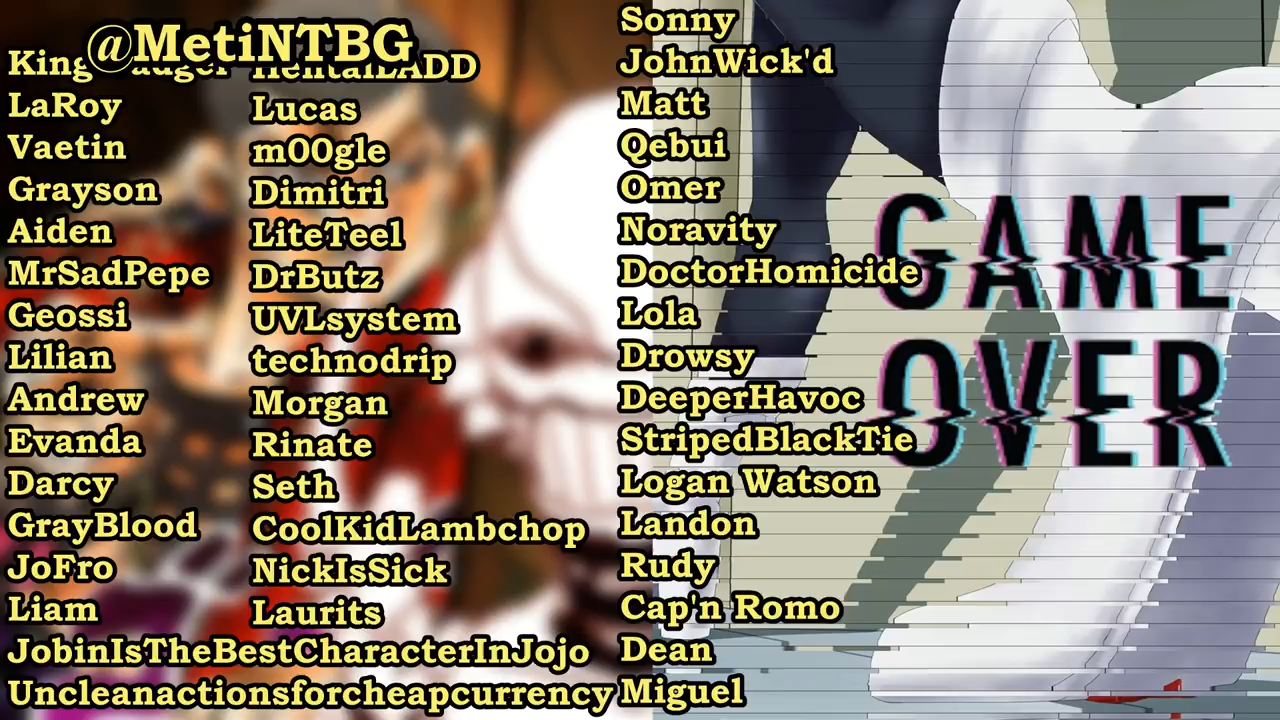 @MetiNTBG
King
LaRoy
Vaetin
Grayson
Aiden
MrSadPepe
Geossi
Lilian
Andrew
Evanda
Darcy
GrayBlood
JoFro
Liam
JobinIsTheBestCharacterInJojo
Uncleanactionsforcheapcurrency
HentaiLADD
Lucas
m00gle
Dimitri
LiteTeel
DrButz
UVLsystem
technodrip
Morgan
Rinate
Seth
CoolKidLambchop
NickIsSick
Laurits
Sonny
JohnWick'd
Matt
Qebui
Omer
Noravity
DoctorHomicide
Lola
Drowsy
DeeperHavoc
StripedBlackTie
Logan Watson
Landon
Rudy
Cap'n Romo
Dean
Miguel
GAME
OVER